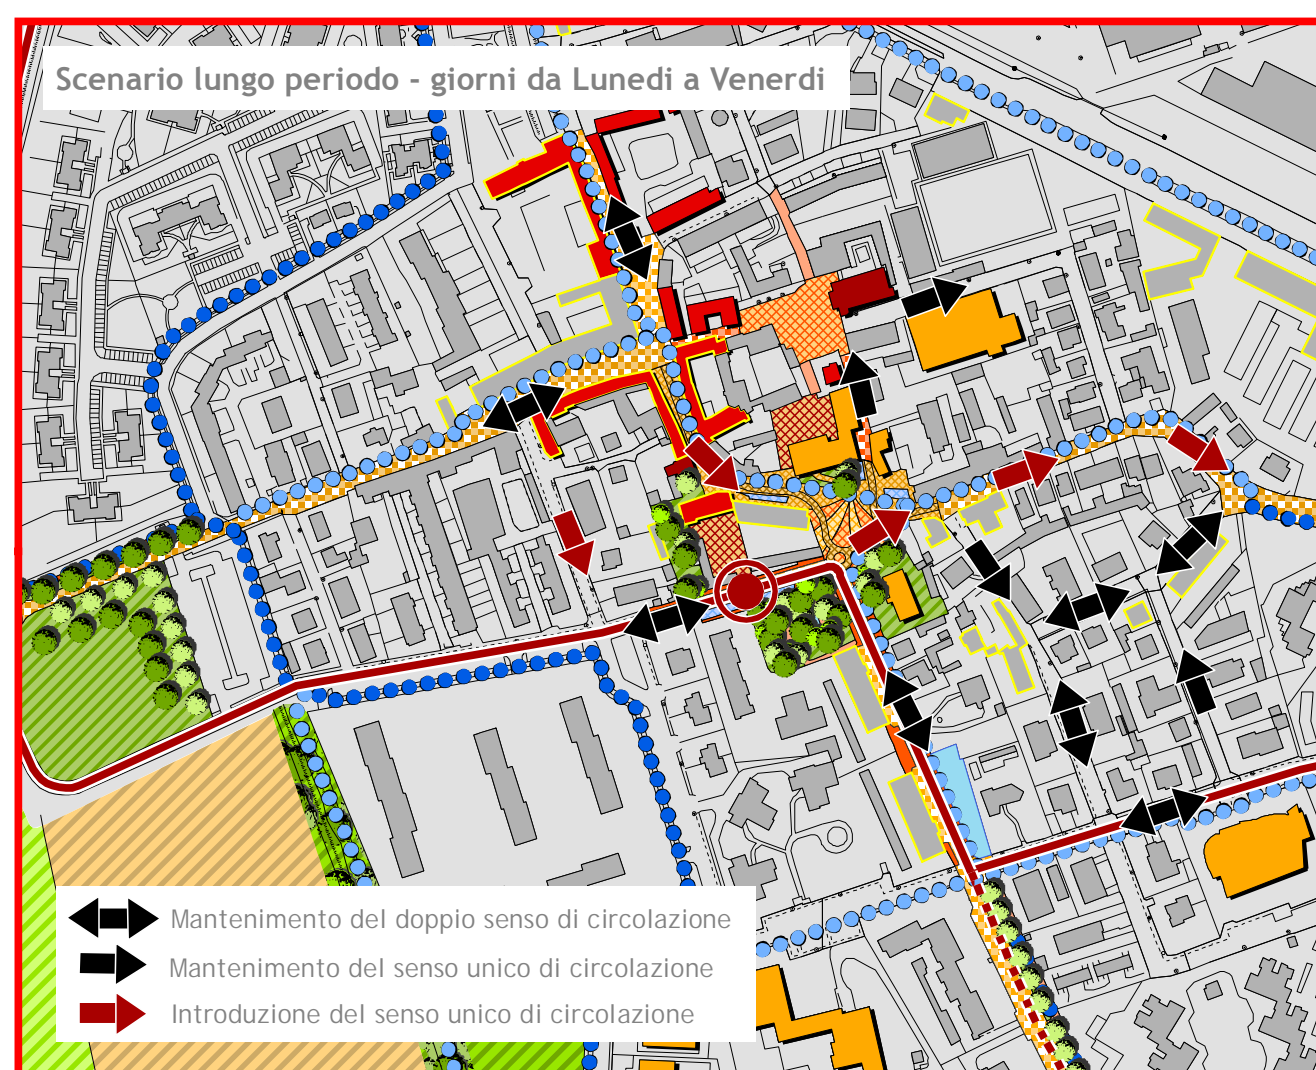 Scenario lungo periodo - giorni da Lunedi a Venerdi
Mantenimento del doppio senso di circolazione
Mantenimento del senso unico di circolazione
Introduzione del senso unico di circolazione